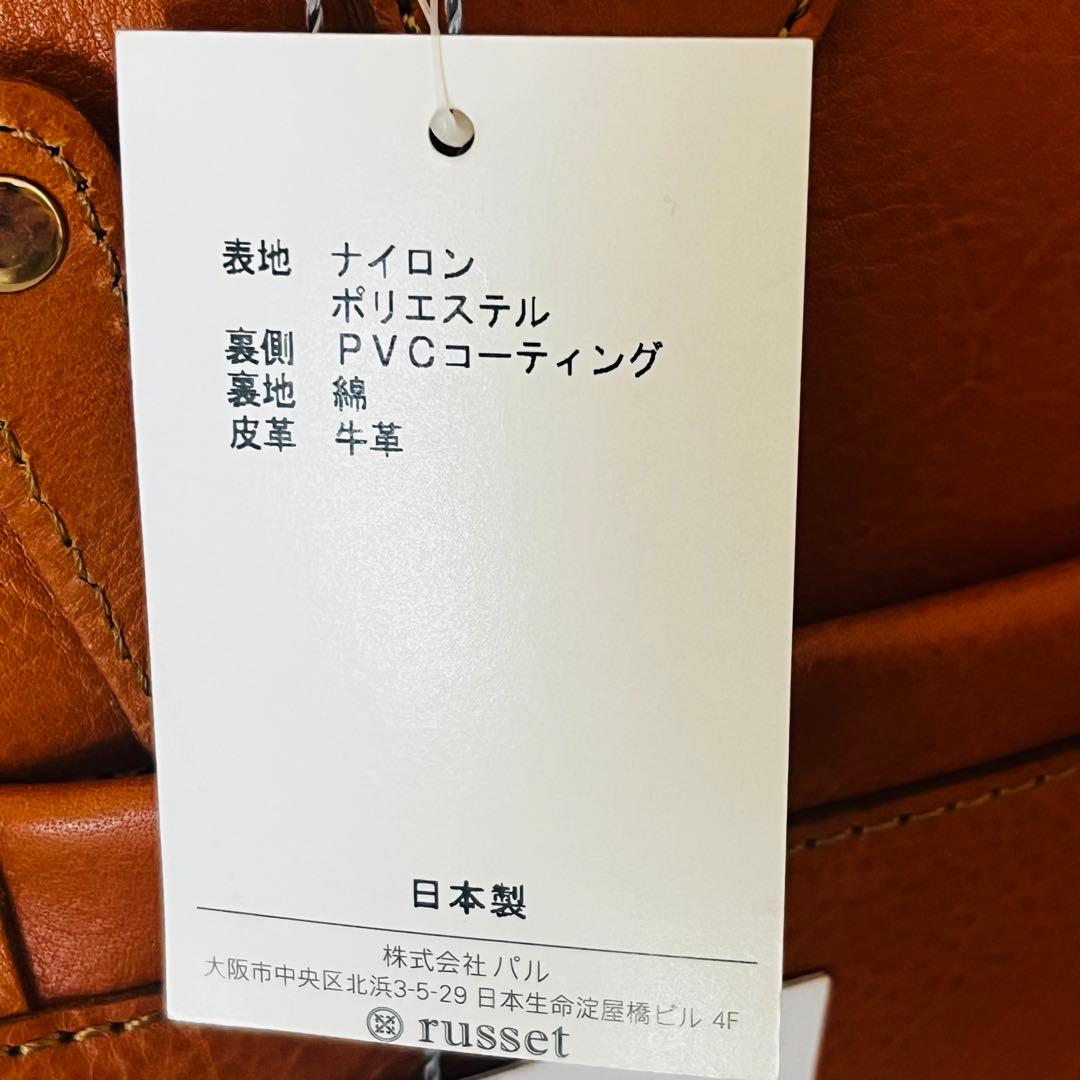 表地 ナイロン
ポリエステル
裏側 PVCコーティング
裏地 綿
皮革 牛革
日本製
株式会社パル
大阪市中央区北浜3-5-29 日本生命淀屋橋ビル 4F
russet